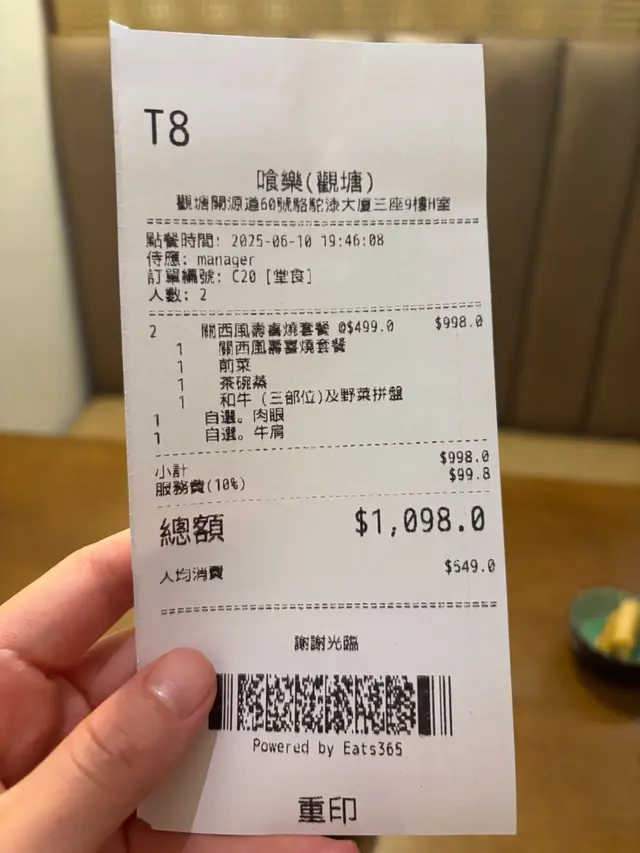 T8
喰樂(觀塘)
觀塘開源道60號駱駝漆大廈三座9樓H室
點餐時間: 2025-06-10 19:46:08
侍應: manager
訂單編號: C20 [堂食]
人數: 2
2 關西風壽喜燒套餐 @$499.0 $998.0
1 關西風壽喜燒套餐
1 前菜
1 茶碗蒸
1 和牛 (三部位)及野菜拼盤
1 自選。肉眼
1 自選。牛肩
小計 $998.0
服務費(10%) $99.8
總額 $1,098.0
人均消費 $549.0
謝謝光臨
Powered by Eats365
重印